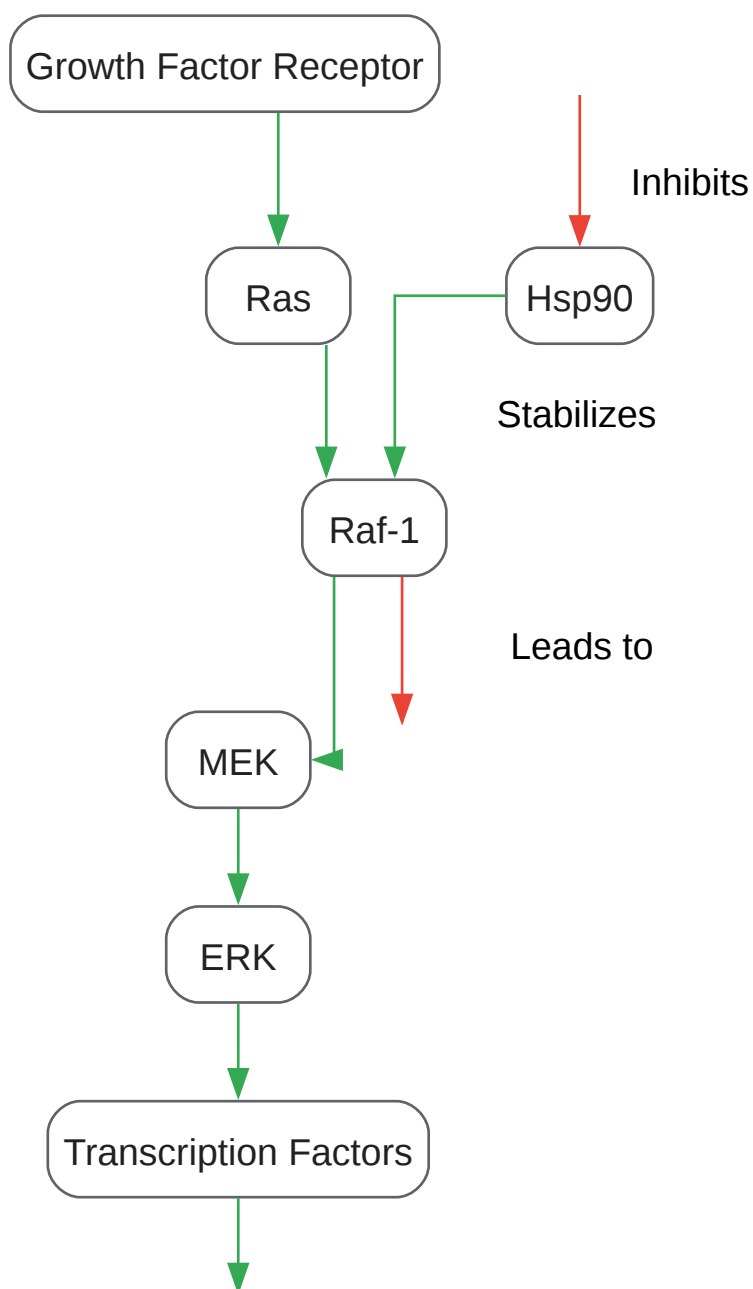 Growth Factor Receptor
Inhibits
Ras
Hsp90
Stabilizes
Raf-1
Leads to
MEK
ERK
Transcription Factors